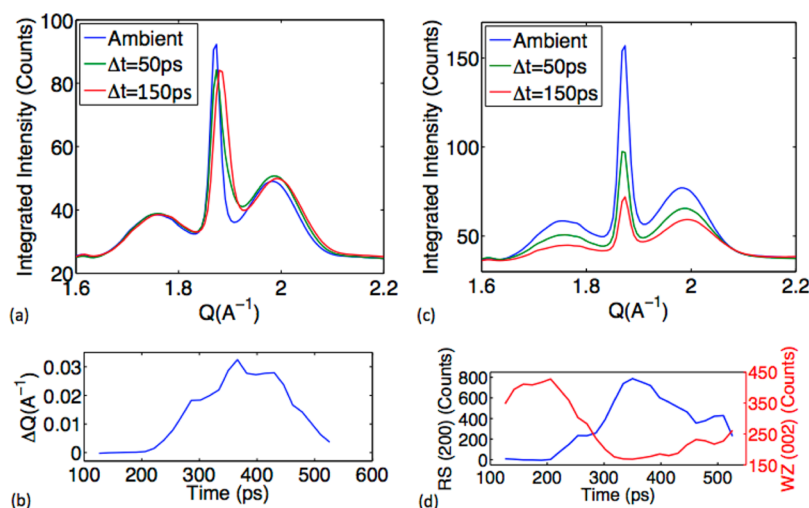 100
80
60
40
20
Integrated Intensity (Counts)
Ambient
Δt=50ps
Δt=150ps
1.6 1.8 2 2.2
Q(A⁻¹)
(a)
150
100
50
Integrated Intensity (Counts)
Ambient
Δt=50ps
Δt=150ps
1.6 1.8 2 2.2
Q(A⁻¹)
(c)
0.03
0.02
0.01
0
ΔQ(A⁻¹)
100 200 300 400 500 600
Time (ps)
(b)
800
600
400
200
0
RS (200) (Counts)
450
350
250
150
WZ (002) (Counts)
100 200 300 400 500
Time (ps)
(d)